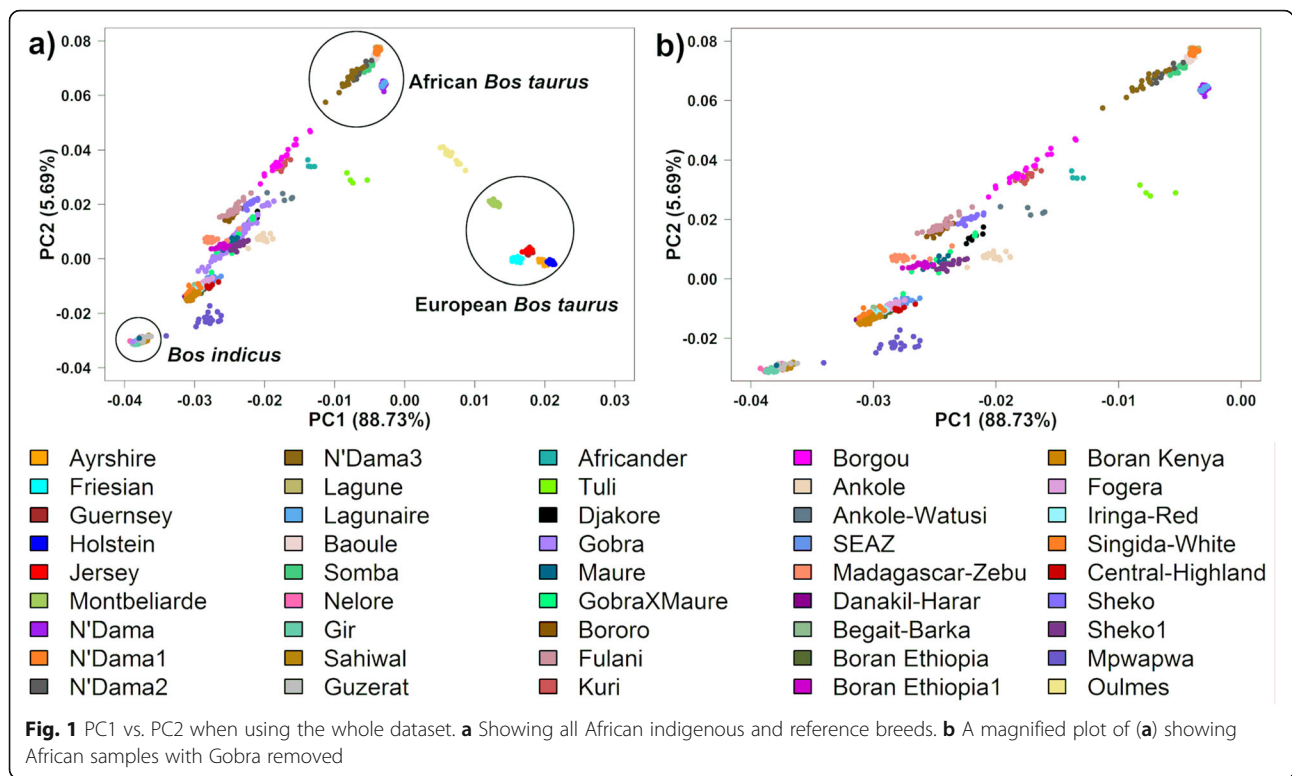 a)
b)
0.08
0.06
0.04
0.02
0.00
-0.02
-0.04
PC2 (5.69%)
African Bos taurus
European Bos taurus
Bos indicus
-0.04 -0.03 -0.02 -0.01 0.00 0.01 0.02 0.03
PC1 (88.73%)
0.08
0.06
0.04
0.02
0.00
-0.02
PC2 (5.69%)
-0.04 -0.03 -0.02 -0.01 0.00
PC1 (88.73%)
Ayrshire
Friesian
Guernsey
Holstein
Jersey
Montbeliarde
N'Dama
N'Dama1
N'Dama2
N'Dama3
Lagune
Lagunaire
Baoule
Somba
Nelore
Gir
Sahiwal
Guzerat
Africander
Tuli
Djakore
Gobra
Maure
GobraXMaure
Bororo
Fulani
Kuri
Borgou
Ankole
Ankole-Watusi
SEAZ
Madagascar-Zebu
Danakil-Harar
Begait-Barka
Boran Ethiopia
Boran Ethiopia1
Boran Kenya
Fogera
Iringa-Red
Singida-White
Central-Highland
Sheko
Sheko1
Mpwapwa
Oulmes
Fig. 1 PC1 vs. PC2 when using the whole dataset. a Showing all African indigenous and reference breeds. b A magnified plot of (a) showing
African samples with Gobra removed